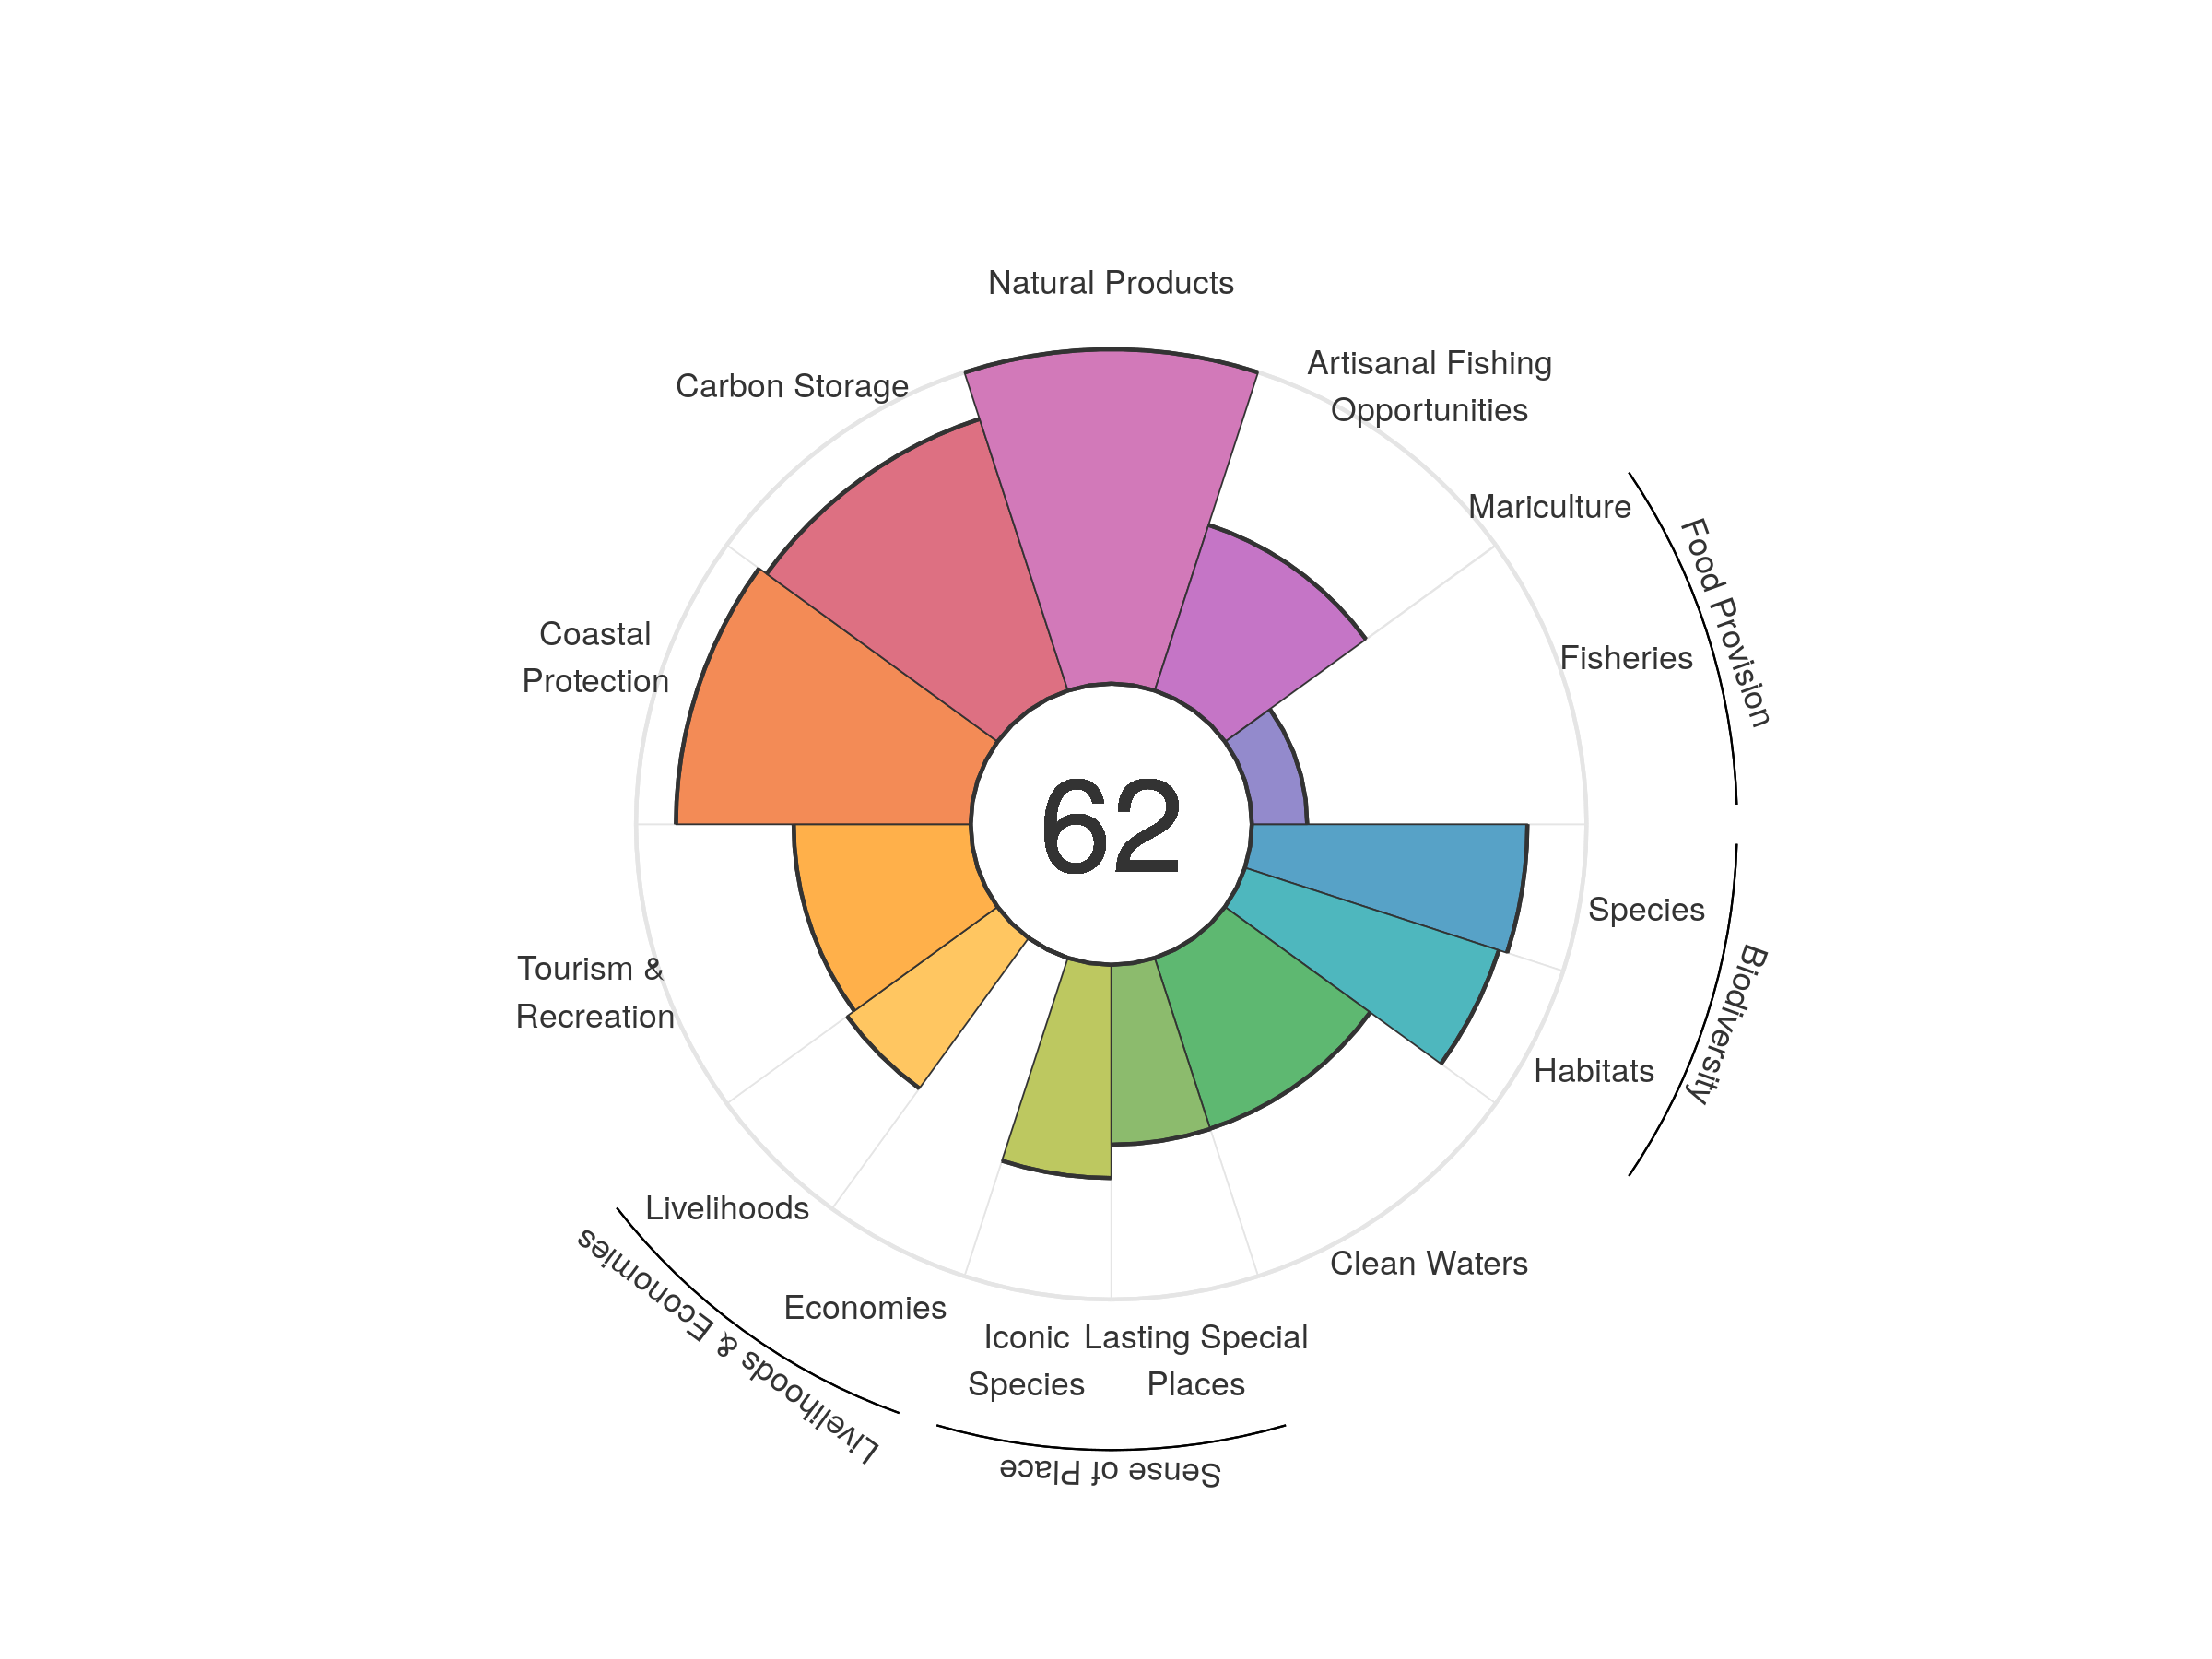 Natural Products
Artisanal Fishing
Opportunities
Carbon Storage
Mariculture
Food Provision
Fisheries
Coastal
Protection
62
Species
Biodiversity
Habitats
Tourism &
Recreation
Livelihoods
Clean Waters
Economies
Livelihoods & Economies
Iconic
Species
Lasting Special
Places
Sense of Place